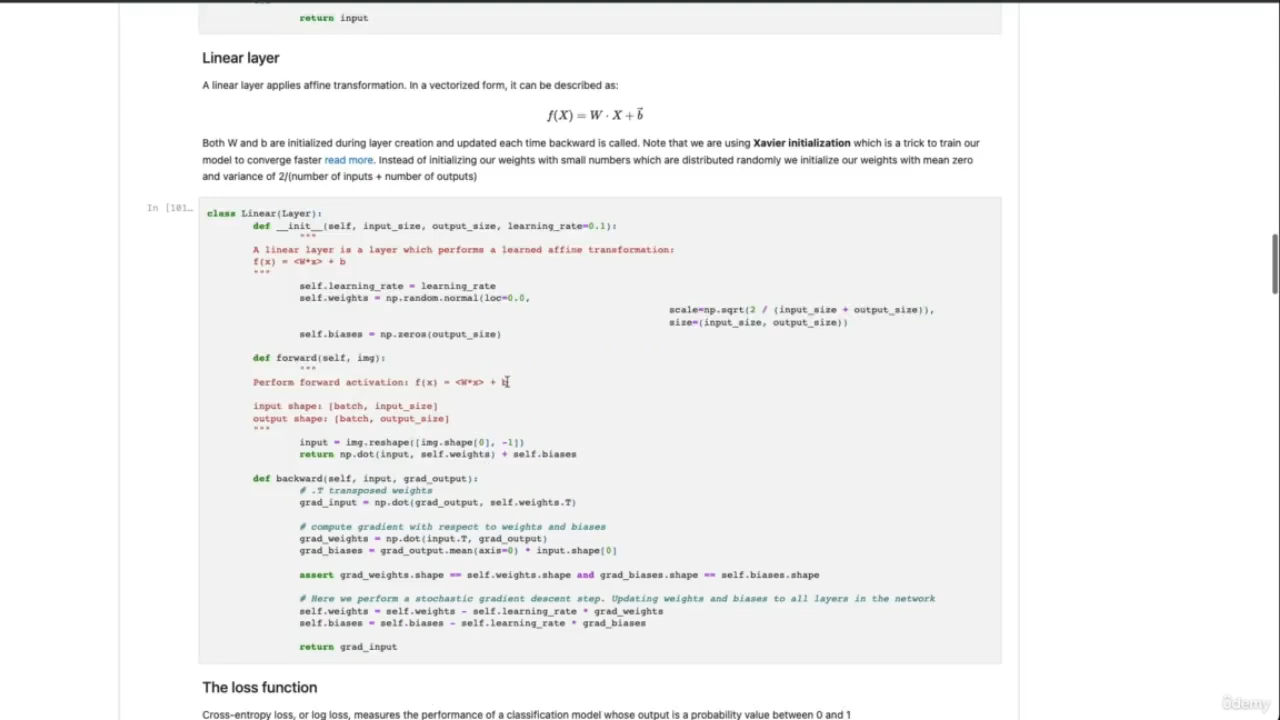 return input
Linear layer
A linear layer applies affine transformation. In a vectorized form, it can be described as:
f(X) = W · X + b⃗
Both W and b are initialized during layer creation and updated each time backward is called. Note that we are using Xavier initialization which is a trick to train our
model to converge faster read more. Instead of initializing our weights with small numbers which are distributed randomly we initialize our weights with mean zero
and variance of 2/(number of inputs + number of outputs)
In [101…
class Linear(Layer):
def __init__(self, input_size, output_size, learning_rate=0.1):
"""
A linear layer is a layer which performs a learned affine transformation:
f(x) = <W*x> + b
"""
self.learning_rate = learning_rate
self.weights = np.random.normal(loc=0.0,
scale=np.sqrt(2 / (input_size + output_size)),
size=(input_size, output_size))
self.biases = np.zeros(output_size)
def forward(self, img):
"""
Perform forward activation: f(x) = <W*x> + b
input shape: [batch, input_size]
output shape: [batch, output_size]
"""
input = img.reshape([img.shape[0], -1])
return np.dot(input, self.weights) + self.biases
def backward(self, input, grad_output):
# .T transposed weights
grad_input = np.dot(grad_output, self.weights.T)
# compute gradient with respect to weights and biases
grad_weights = np.dot(input.T, grad_output)
grad_biases = grad_output.mean(axis=0) * input.shape[0]
assert grad_weights.shape == self.weights.shape and grad_biases.shape == self.biases.shape
# Here we perform a stochastic gradient descent step. Updating weights and biases to all layers in the network
self.weights = self.weights - self.learning_rate * grad_weights
self.biases = self.biases - self.learning_rate * grad_biases
return grad_input
The loss function
Cross-entropy loss, or log loss, measures the performance of a classification model whose output is a probability value between 0 and 1
ûdemy